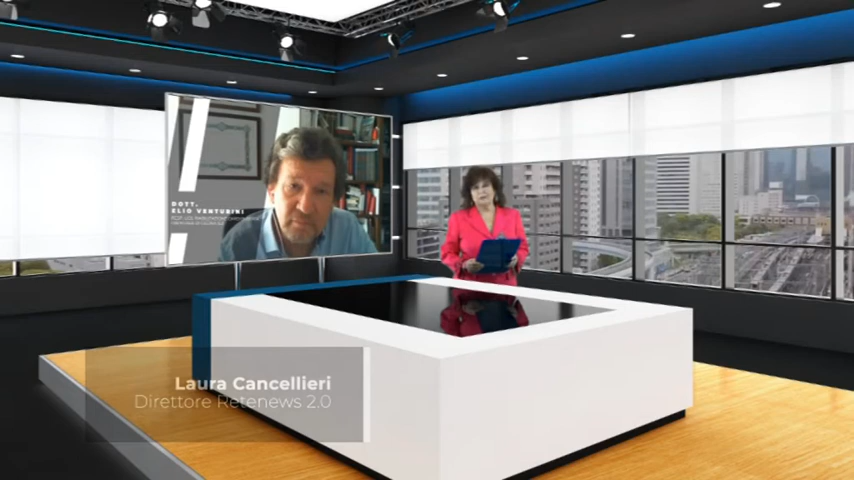 DOTT.
ELIO VENTURINI
Laura Cancellieri
Direttore Retenews 2.0